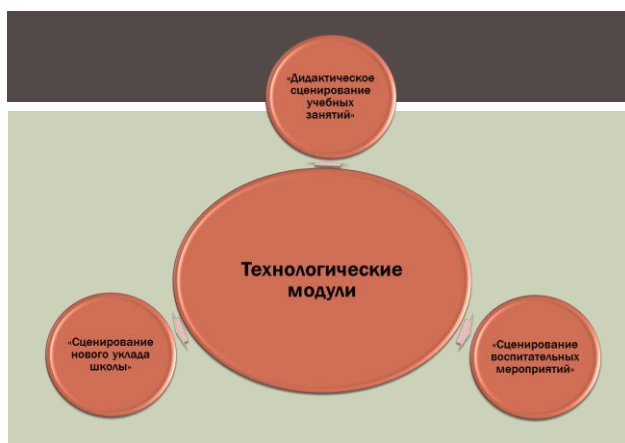 «Дидактическое
сценирование
учебных
занятий»
Технологические
модули
«Сценирование
нового уклада
школы»
«Сценирование
воспитательных
мероприятий»